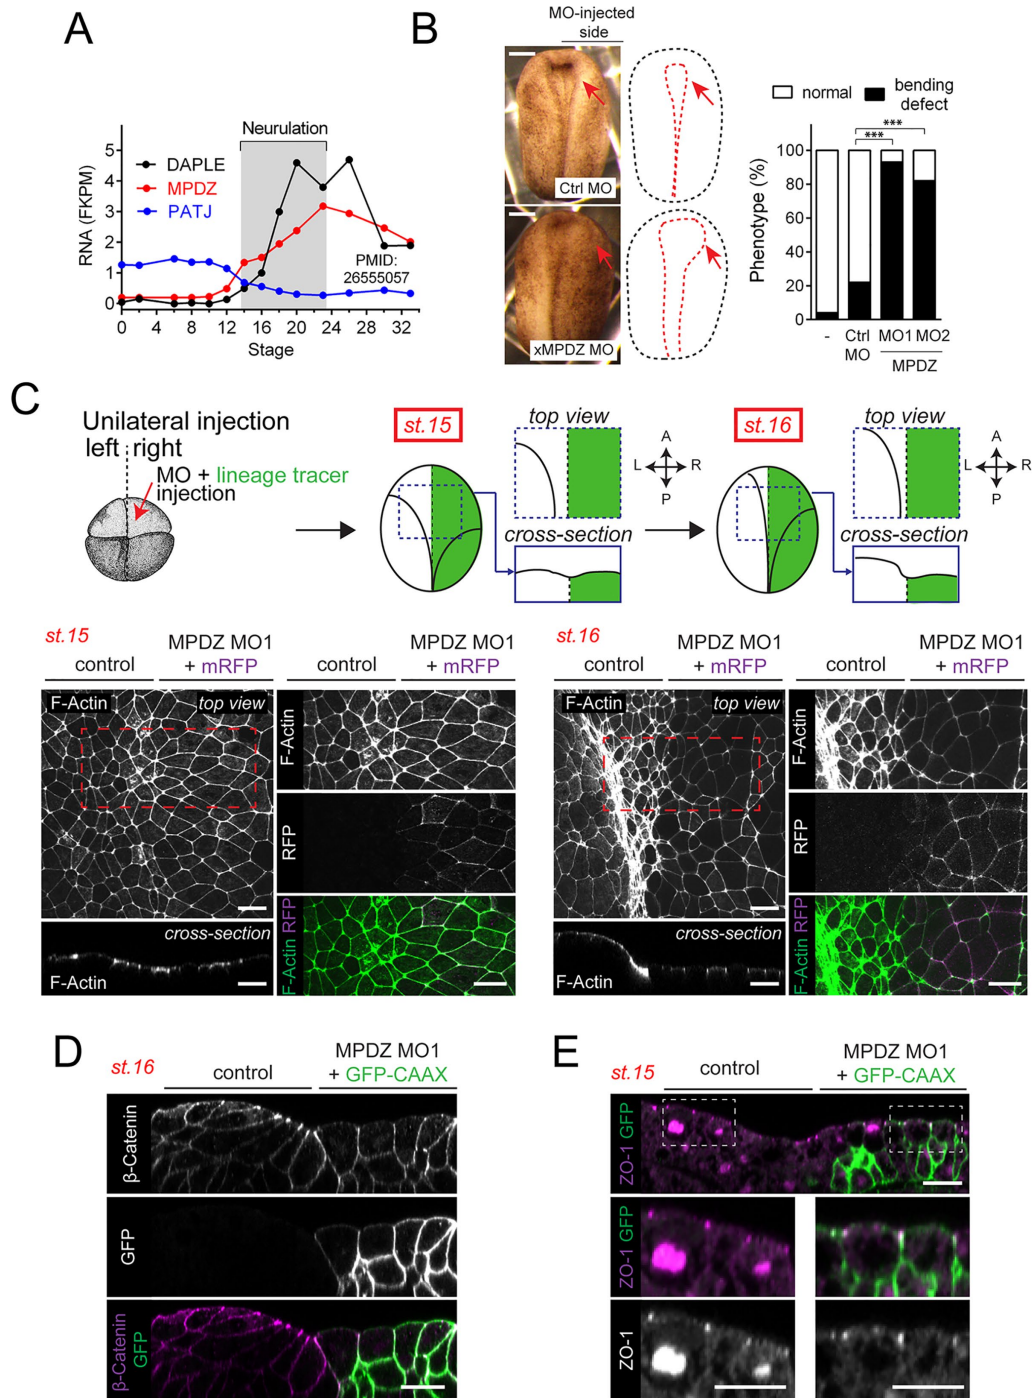 A
Neurulation
DAPLE
MPDZ
PATJ
RNA (FKPM)
5
4
3
2
1
0
PMID:
26555057
0 4 8 12 16 20 24 28 32
Stage
B
MO-injected
side
Ctrl MO
xMPDZ MO
normal
bending
defect
***
***
Phenotype (%)
100
80
60
40
20
0
- Ctrl MO1 MO2
MO
MPDZ
C
Unilateral injection
left right
MO + lineage tracer
injection
st.15
top view
A
L R
P
cross-section
st.16
top view
A
L R
P
cross-section
st.15
control
MPDZ MO1
+ mRFP
control
MPDZ MO1
+ mRFP
F-Actin
top view
cross-section
F-Actin
F-Actin
RFP
F-Actin RFP
st.16
control
MPDZ MO1
+ mRFP
control
MPDZ MO1
+ mRFP
F-Actin
top view
cross-section
F-Actin
F-Actin
RFP
F-Actin RFP
D
st.16
control
MPDZ MO1
+ GFP-CAAX
β-Catenin
GFP
β-Catenin
GFP
E
st.15
control
MPDZ MO1
+ GFP-CAAX
ZO-1 GFP
ZO-1 GFP
ZO-1